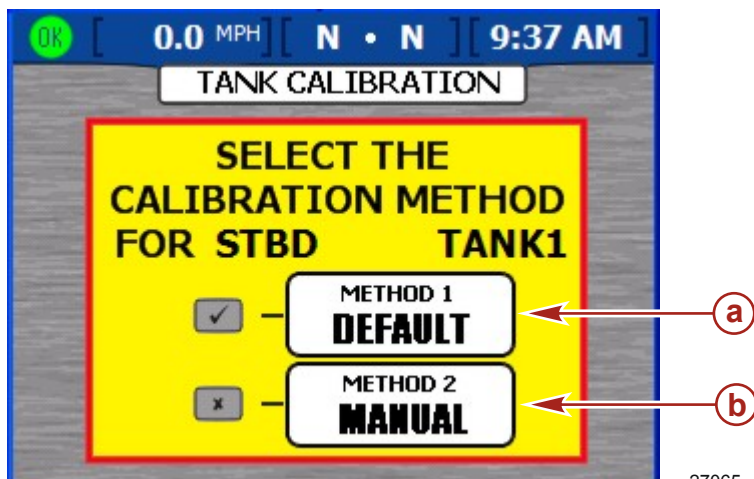 OK [ 0.0 MPH ] [ N • N ] [ 9:37 AM ]
TANK CALIBRATION
SELECT THE
CALIBRATION METHOD
FOR STBD TANK1
METHOD 1
DEFAULT
a
METHOD 2
MANUAL
b